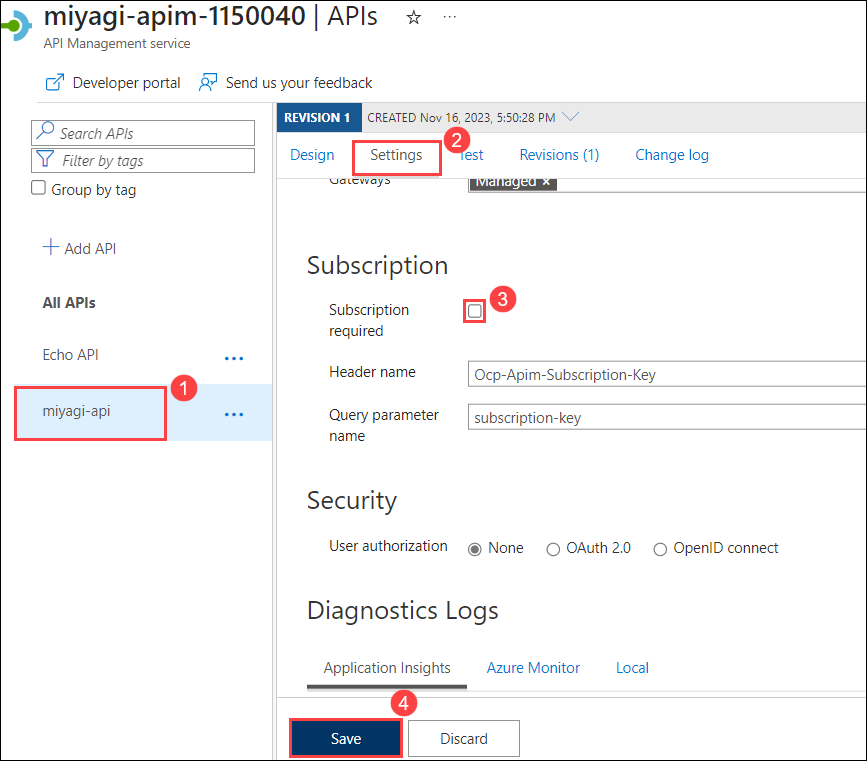 miyagi-apim-1150040 | APIs
API Management service
Developer portal
Send us your feedback
Search APIs
Filter by tags
Group by tag
Add API
All APIs
Echo API
1
miyagi-api
REVISION 1
CREATED Nov 16, 2023, 5:50:28 PM
2
Design
Settings
Test
Revisions (1)
Change log
Gateways
Managed ×
Subscription
Subscription
required
3
Header name
Ocp-Apim-Subscription-Key
Query parameter
name
subscription-key
Security
User authorization
None
OAuth 2.0
OpenID connect
Diagnostics Logs
Application Insights
Azure Monitor
Local
4
Save
Discard